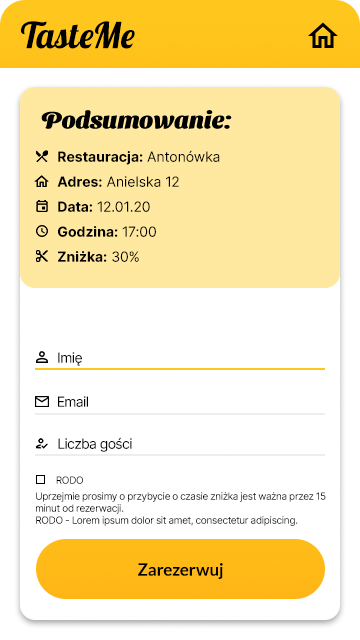 TasteMe
Podsumowanie:
Restauracja: Antonówka
Adres: Anielska 12
Data: 12.01.20
Godzina: 17:00
Zniżka: 30%
Imię
Email
Liczba gości
RODO
Uprzejmie prosimy o przybycie o czasie zniżka jest ważna przez 15
minut od rezerwacji.
RODO - Lorem ipsum dolor sit amet, consectetur adipiscing.
Zarezerwuj